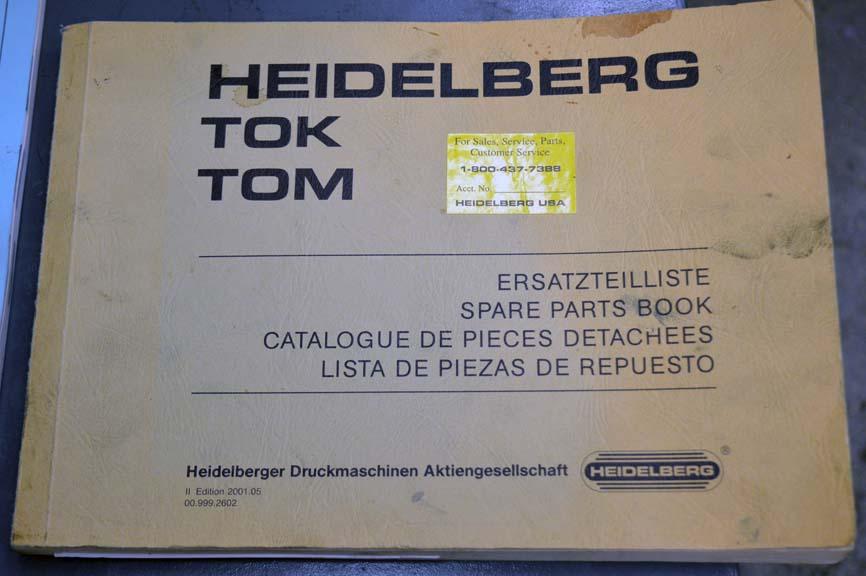 HEIDELBERG
TOK
TOM
For Sales, Service, Parts,
Customer Service
1-800-437-7388
Acct. No.
HEIDELBERG USA
ERSATZTEILLISTE
SPARE PARTS BOOK
CATALOGUE DE PIECES DETACHEES
LISTA DE PIEZAS DE REPUESTO
Heidelberger Druckmaschinen Aktiengesellschaft
HEIDELBERG ®
II Edition 2001.05
00.999.2602